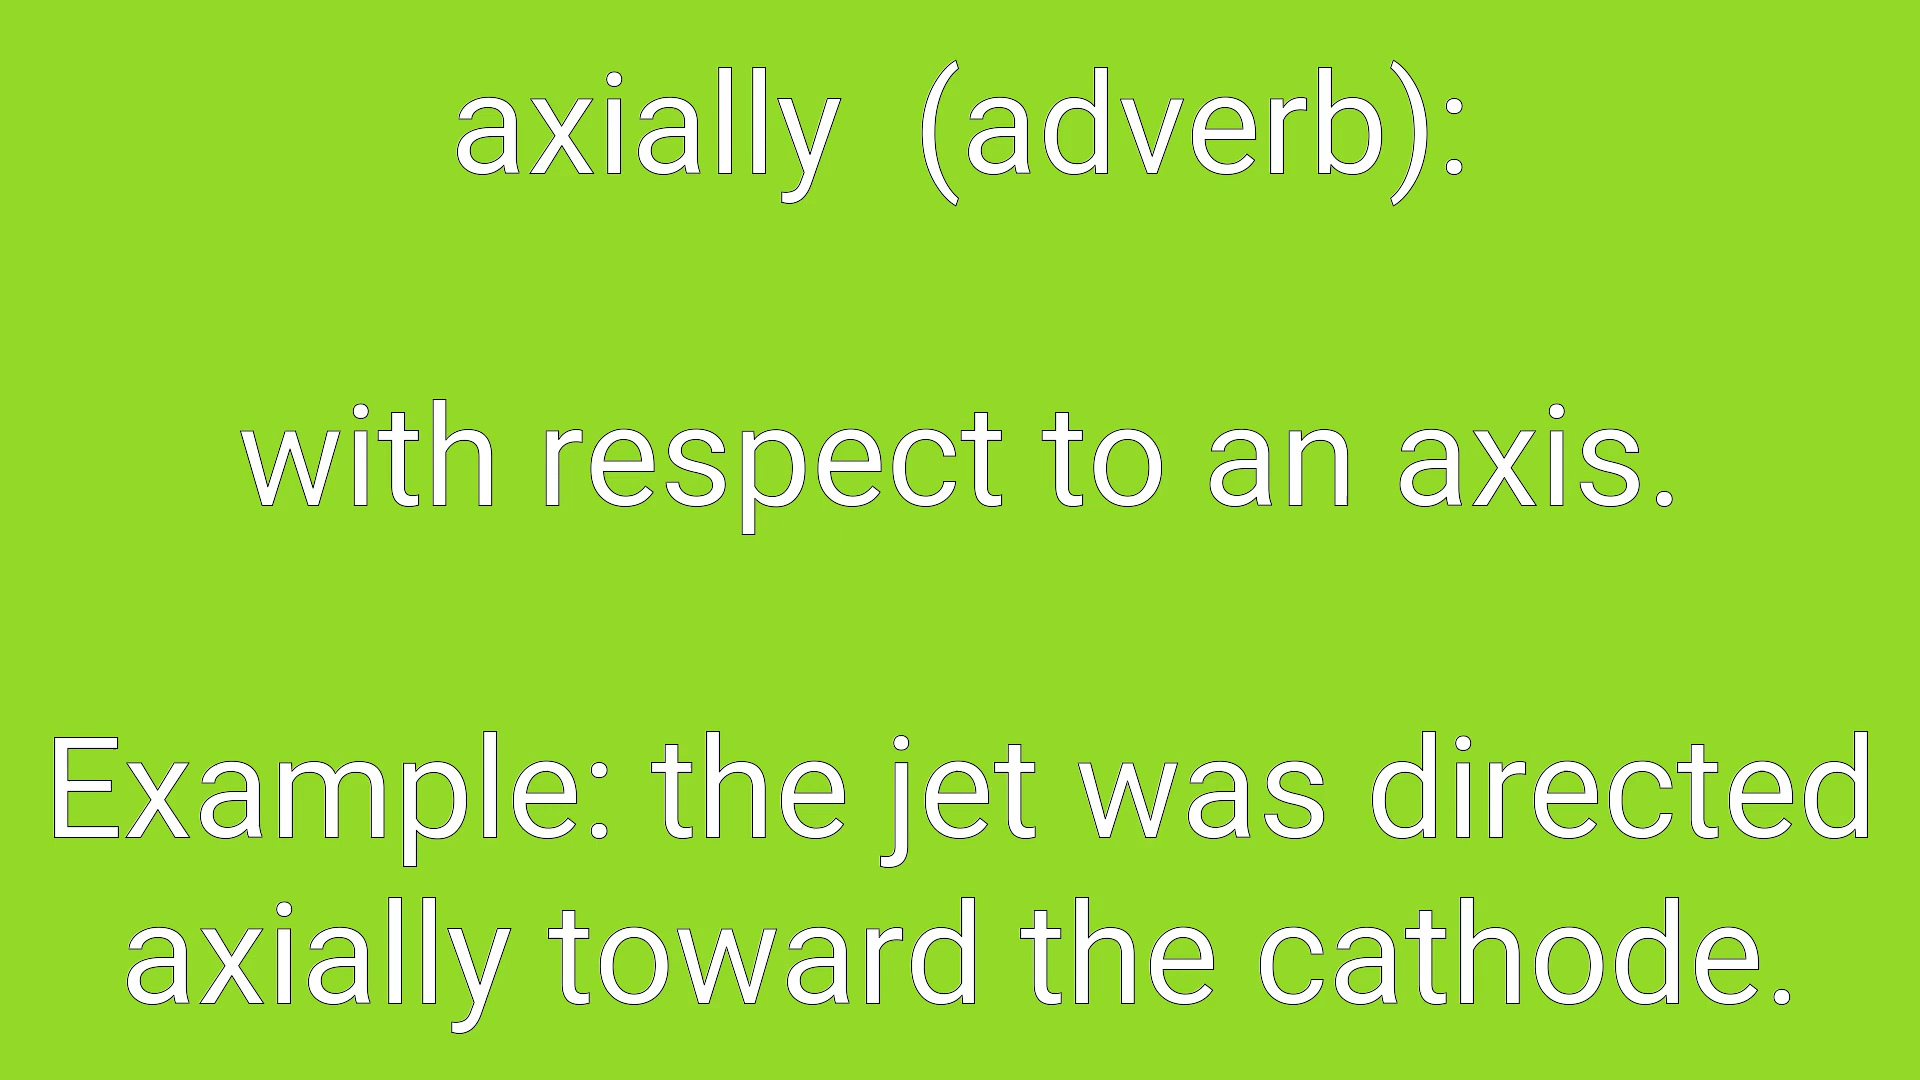 axially (adverb):
with respect to an axis.
Example: the jet was directed
axially toward the cathode.